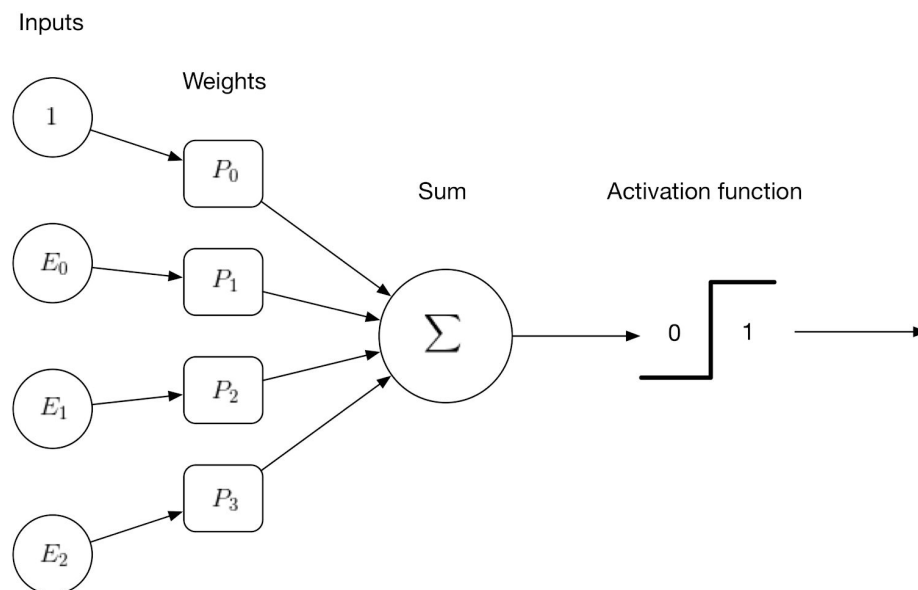 Inputs
Weights
1
P₀
Sum
Activation function
E₀
P₁
∑
0
1
E₁
P₂
P₃
E₂